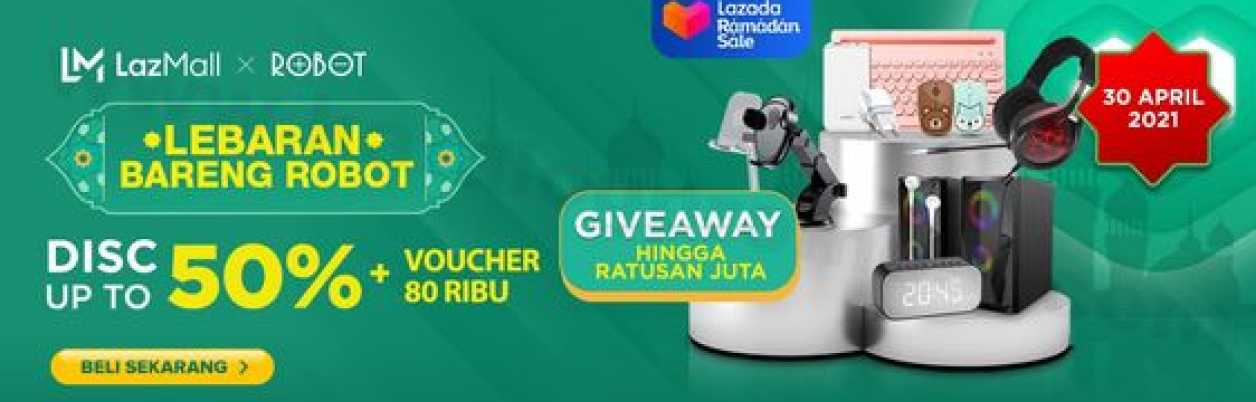 Lazada
Ramadan
Sale
LM LazMall × ROBOT
LEBARAN
BARENG ROBOT
DISC
UP TO
50% +
VOUCHER
80 RIBU
GIVEAWAY
HINGGA
RATUSAN JUTA
30 APRIL
2021
20:45
BELI SEKARANG >